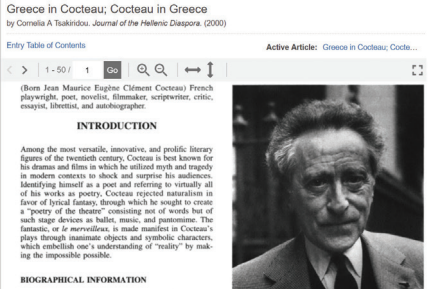 Greece in Cocteau; Cocteau in Greece
by Cornelia A Tsakiridou. Journal of the Hellenic Diaspora. (2000)
Entry Table of Contents
Active Article: Greece in Cocteau; Cocte...
1 - 50 / 1 Go
(Born Jean Maurice Eugène Clément Cocteau) French
playwright, poet, novelist, filmmaker, scriptwriter, critic,
essayist, librettist, and autobiographer.
INTRODUCTION
Among the most versatile, innovative, and prolific literary
figures of the twentieth century, Cocteau is best known for
his dramas and films in which he utilized myth and tragedy
in modern contexts to shock and surprise his audiences.
Identifying himself as a poet and referring to virtually all
of his works as poetry, Cocteau rejected naturalism in
favor of lyrical fantasy, through which he sought to create
a "poetry of the theatre" consisting not of words but of
such stage devices as ballet, music, and pantomime. The
fantastic, or le merveilleux, is made manifest in Cocteau's
plays through inanimate objects and symbolic characters,
which embellish one's understanding of "reality" by mak-
ing the impossible possible.
BIOGRAPHICAL INFORMATION